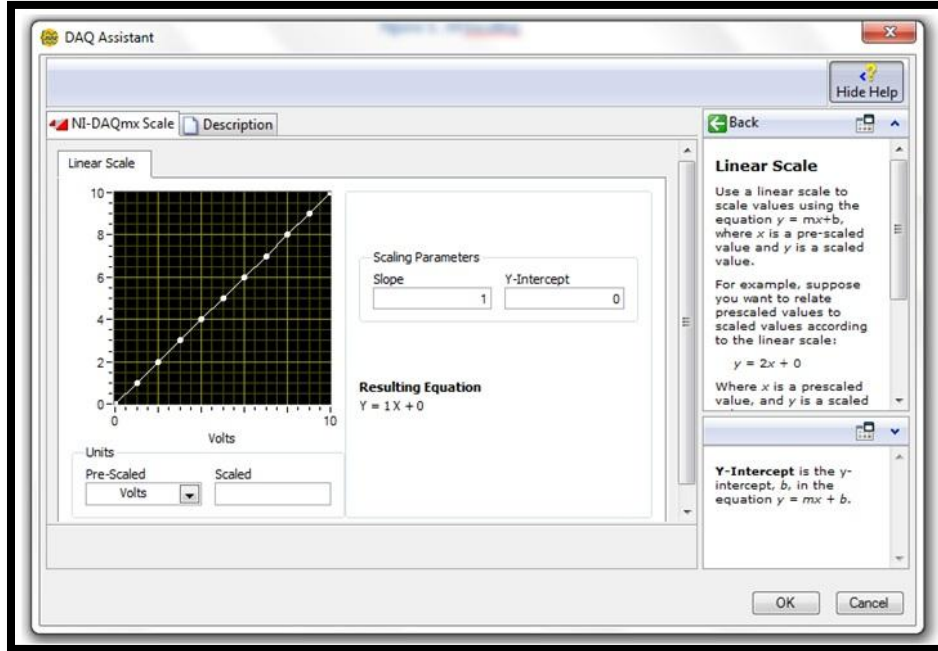 DAQ Assistant
Hide Help
NI-DAQmx Scale
Description
Back
Linear Scale
10
8
6
4
2
0
0
10
Volts
Units
Pre-Scaled
Scaled
Volts
Scaling Parameters
Slope
Y-Intercept
1
0
Resulting Equation
Y = 1X + 0
Linear Scale
Use a linear scale to
scale values using the
equation y = mx+b,
where x is a pre-scaled
value and y is a scaled
value.
For example, suppose
you want to relate
prescaled values to
scaled values according
to the linear scale:
y = 2x + 0
Where x is a prescaled
value, and y is a scaled
Y-Intercept is the y-
intercept, b, in the
equation y = mx + b.
OK
Cancel